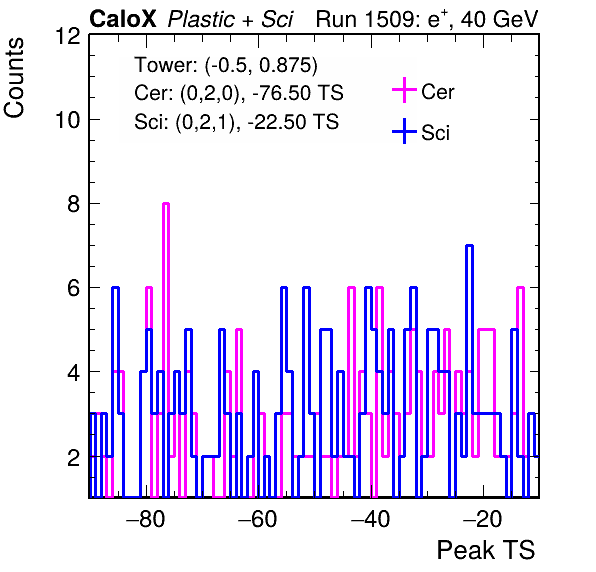 CaloX Plastic + Sci Run 1509: e+, 40 GeV
Counts
12
10
8
6
4
2
Tower: (-0.5, 0.875)
Cer: (0,2,0), -76.50 TS
Sci: (0,2,1), -22.50 TS
Cer
Sci
−80 −60 −40 −20
Peak TS